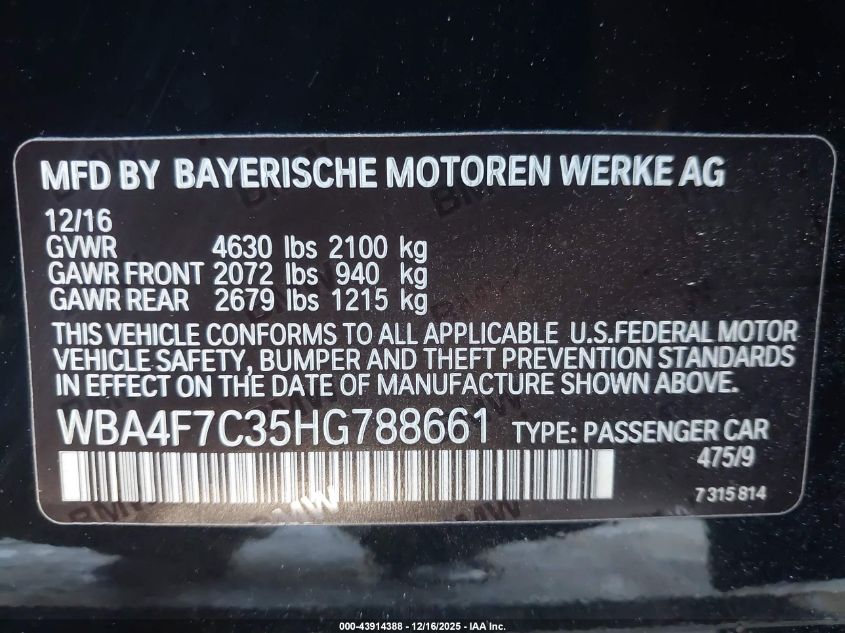 MFD BY BAYERISCHE MOTOREN WERKE AG
12/16
GVWR 4630 lbs 2100 kg
GAWR FRONT 2072 lbs 940 kg
GAWR REAR 2679 lbs 1215 kg
THIS VEHICLE CONFORMS TO ALL APPLICABLE U.S.FEDERAL MOTOR
VEHICLE SAFETY, BUMPER AND THEFT PREVENTION STANDARDS
IN EFFECT ON THE DATE OF MANUFACTURE SHOWN ABOVE.
WBA4F7C35HG788661 TYPE: PASSENGER CAR
475/9
7315814
000-43914388 - 12/16/2025 - IAA Inc.